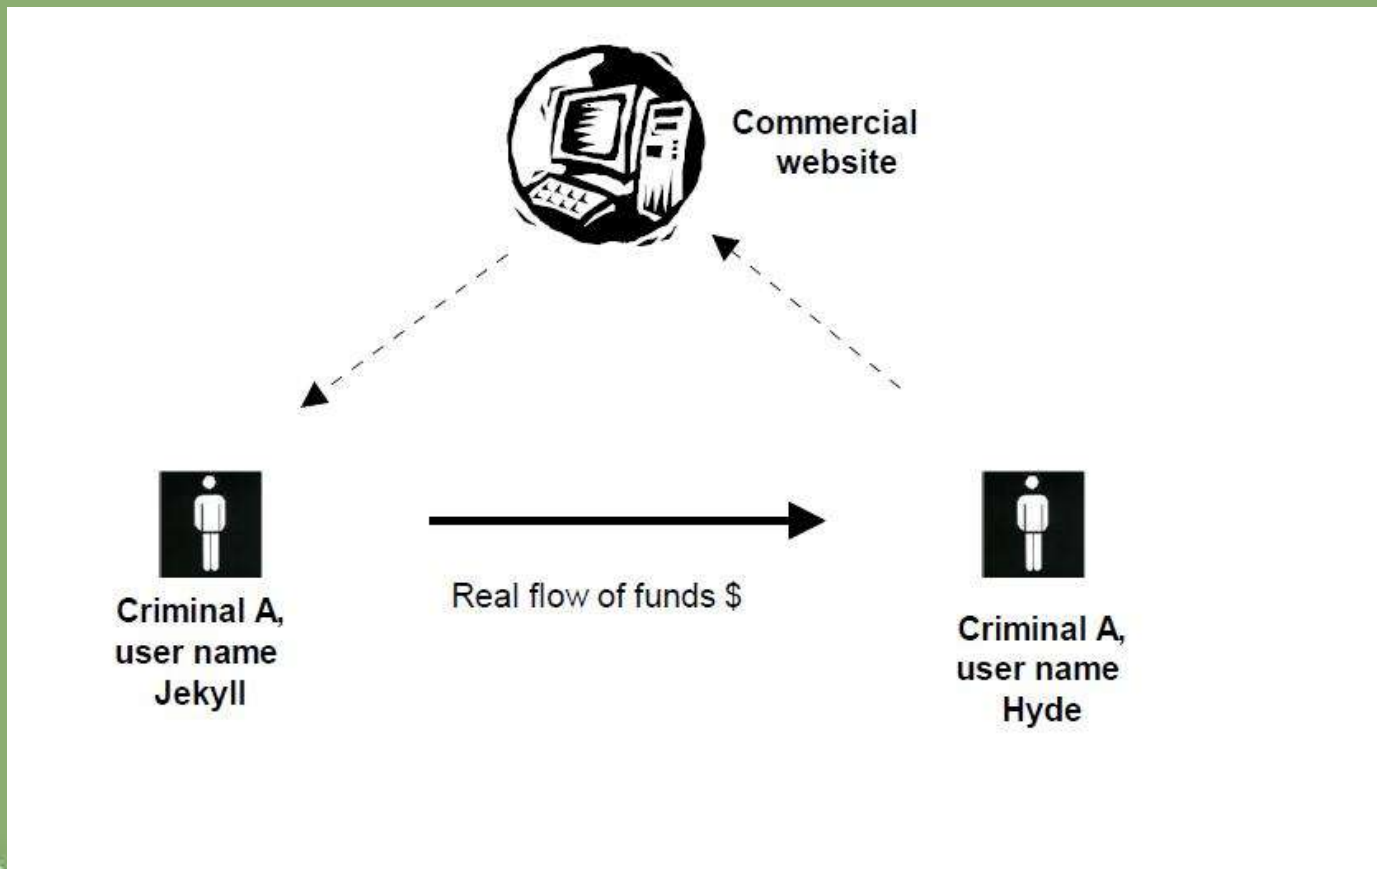 Commercial
website
Real flow of funds $
Criminal A,
user name
Jekyll
Criminal A,
user name
Hyde